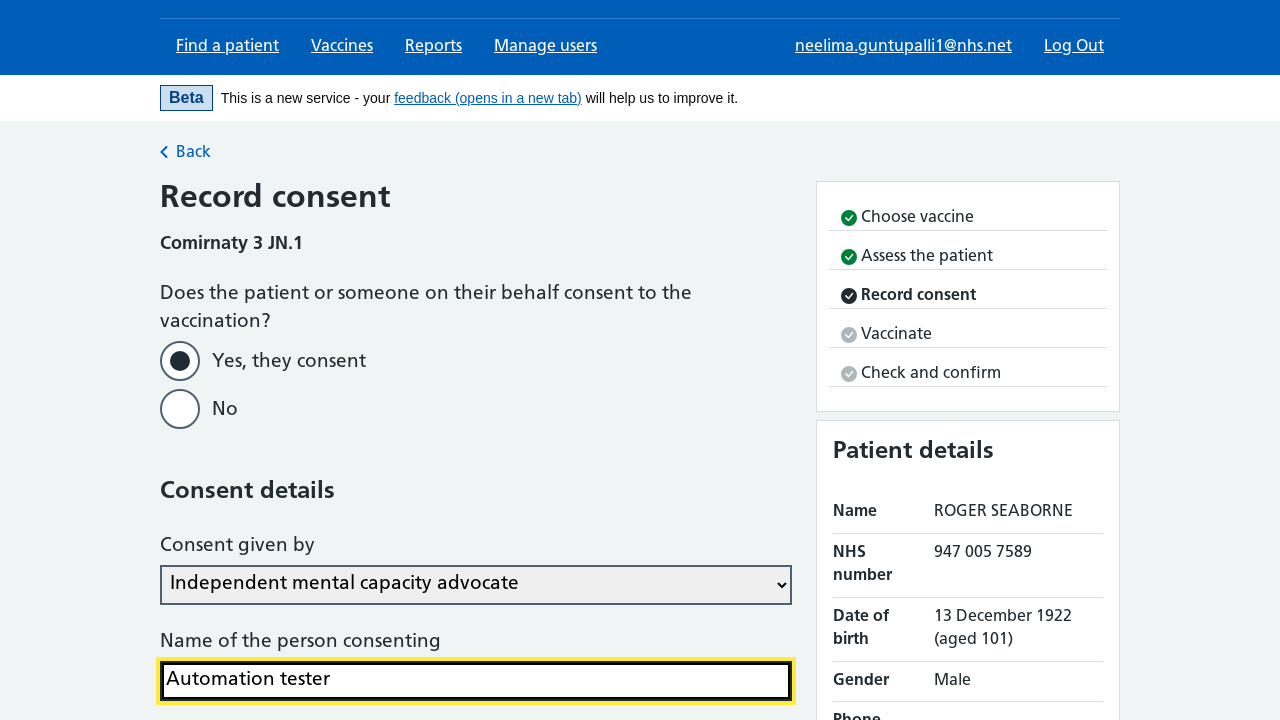 Find a patient Vaccines Reports Manage users neelima.guntupalli1@nhs.net Log Out
Beta This is a new service - your feedback (opens in a new tab) will help us to improve it.
Back
Record consent
Comirnaty 3 JN.1
Does the patient or someone on their behalf consent to the
vaccination?
Yes, they consent
No
Consent details
Consent given by
Independent mental capacity advocate
Name of the person consenting
Automation tester
Choose vaccine
Assess the patient
Record consent
Vaccinate
Check and confirm
Patient details
Name ROGER SEABORNE
NHS 947 005 7589
number
Date of 13 December 1922
birth (aged 101)
Gender Male
Phone